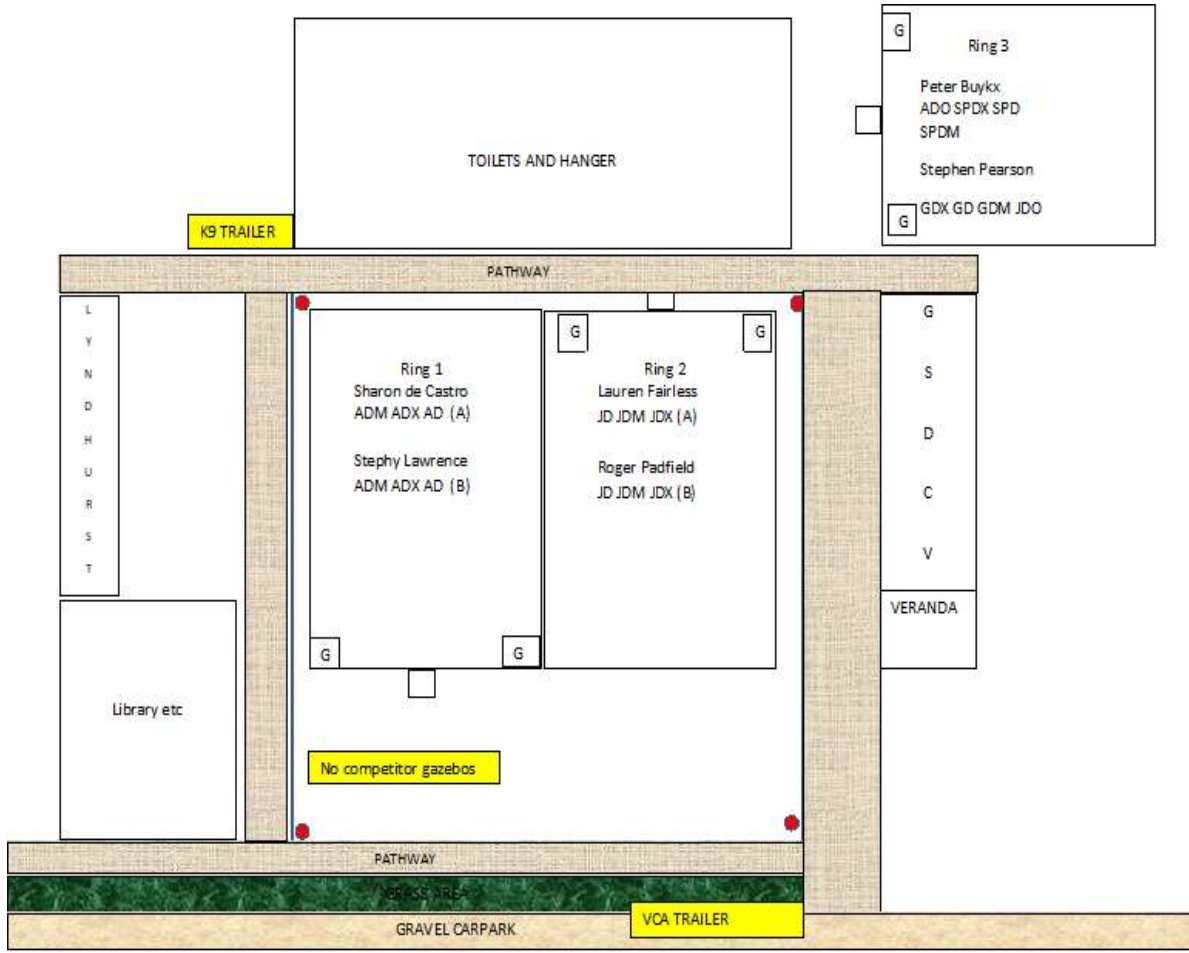 G
Ring 3
Peter Buykx
ADO SPDX SPD
SPDM
Stephen Pearson
G
GDX GD GDM JDO
TOILETS AND HANGER
K9 TRAILER
PATHWAY
L
Y
N
D
H
U
R
S
T
G
G
Ring 1
Sharon de Castro
ADM ADX AD (A)
Stephy Lawrence
ADM ADX AD (B)
Ring 2
Lauren Fairless
JD JDM JDX (A)
Roger Padfield
JD JDM JDX (B)
G
S
D
C
V
VERANDA
G
G
Library etc
No competitor gazebos
PATHWAY
GRASS AREA
VCA TRAILER
GRAVEL CARPARK